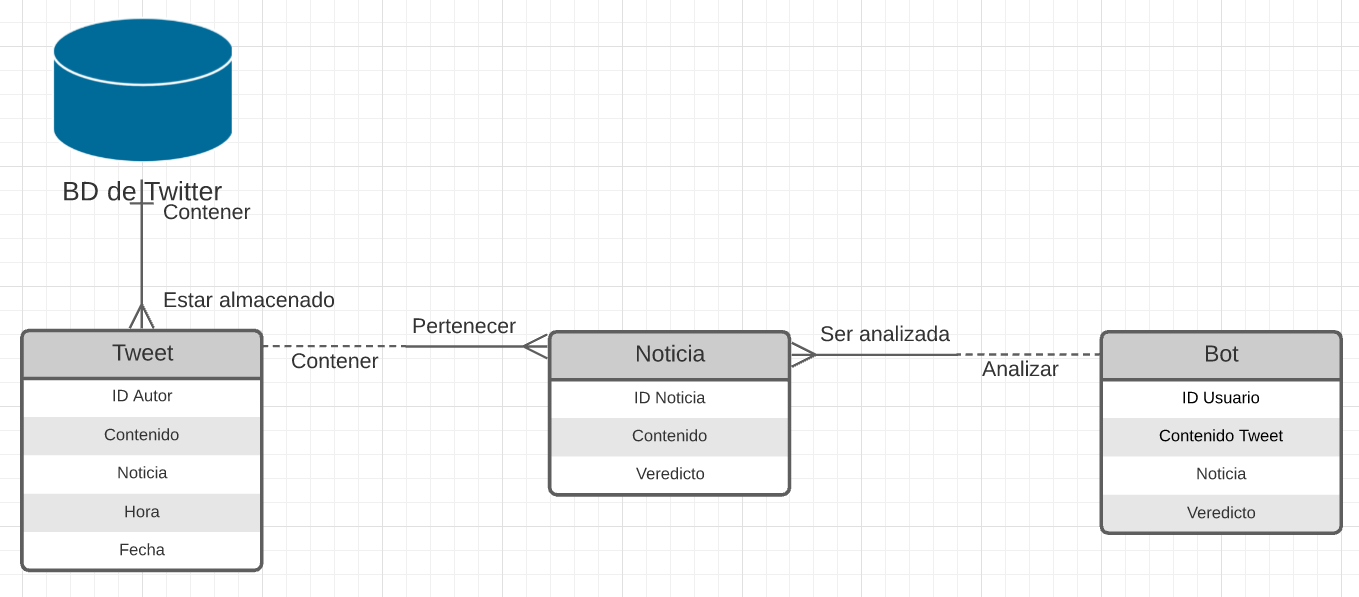 BD de Twitter
Contener
Estar almacenado
Tweet
ID Autor
Contenido
Noticia
Hora
Fecha
Contener
Pertenecer
Noticia
ID Noticia
Contenido
Veredicto
Ser analizada
Analizar
Bot
ID Usuario
Contenido Tweet
Noticia
Veredicto